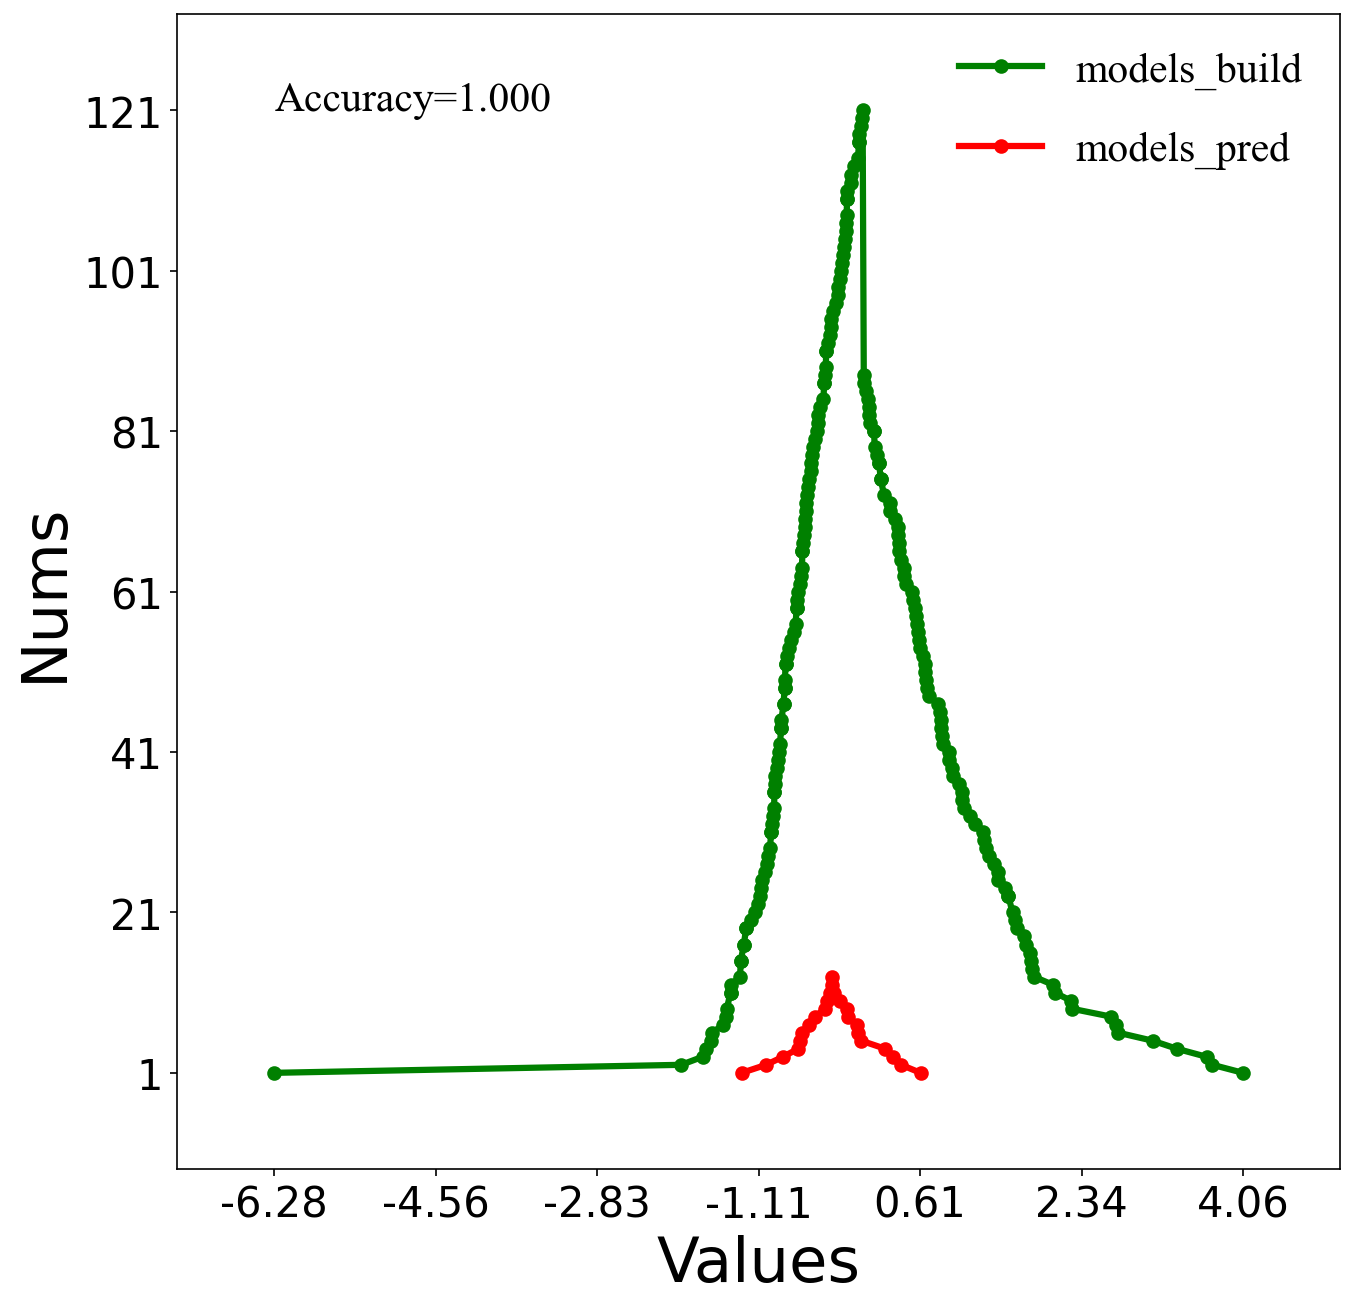 Accuracy=1.000
models_build
models_pred
121
101
81
61
41
21
1
Nums
-6.28 -4.56 -2.83 -1.11 0.61 2.34 4.06
Values